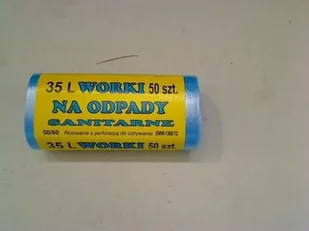 35 L WORKI 50 szt.
NA ODPADY
SANITARNE
50/60 Rolowane z perforacją do odrywania
35 L WORKI 50 szt.